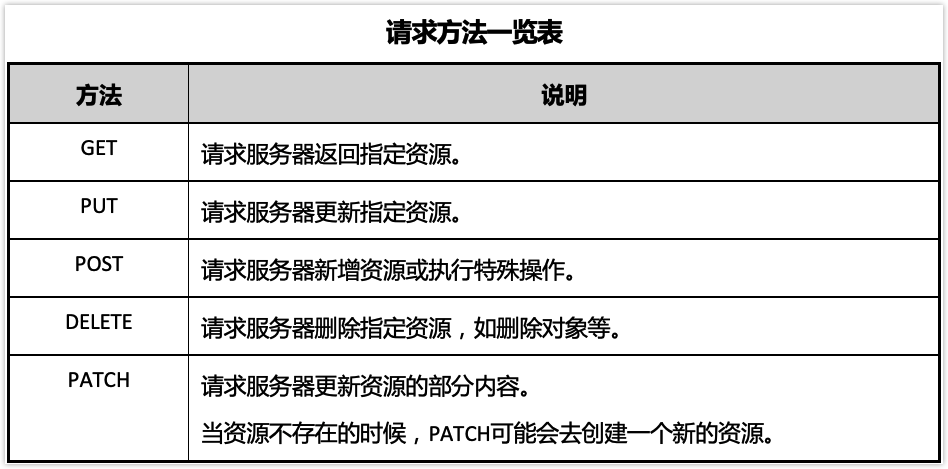 请求方法一览表
方法 说明
GET 请求服务器返回指定资源。
PUT 请求服务器更新指定资源。
POST 请求服务器新增资源或执行特殊操作。
DELETE 请求服务器删除指定资源，如删除对象等。
PATCH 请求服务器更新资源的部分内容。
当资源不存在的时候，PATCH可能会去创建一个新的资源。